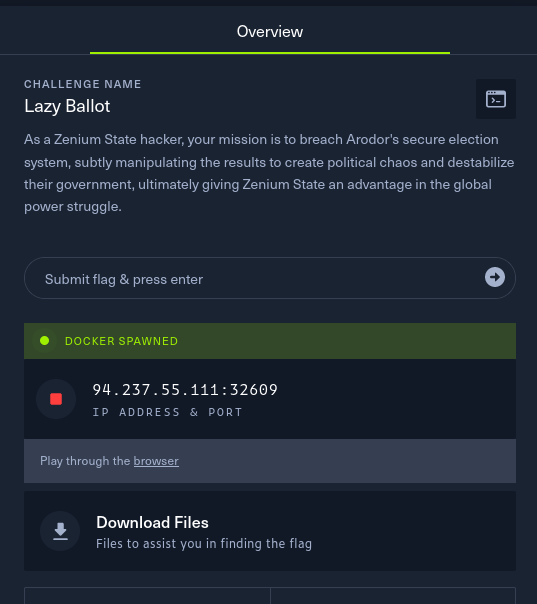 Overview
CHALLENGE NAME
Lazy Ballot
As a Zenium State hacker, your mission is to breach Arodor's secure election
system, subtly manipulating the results to create political chaos and destabilize
their government, ultimately giving Zenium State an advantage in the global
power struggle.
Submit flag & press enter
DOCKER SPAWNED
94.237.55.111:32609
IP ADDRESS & PORT
Play through the browser
Download Files
Files to assist you in finding the flag